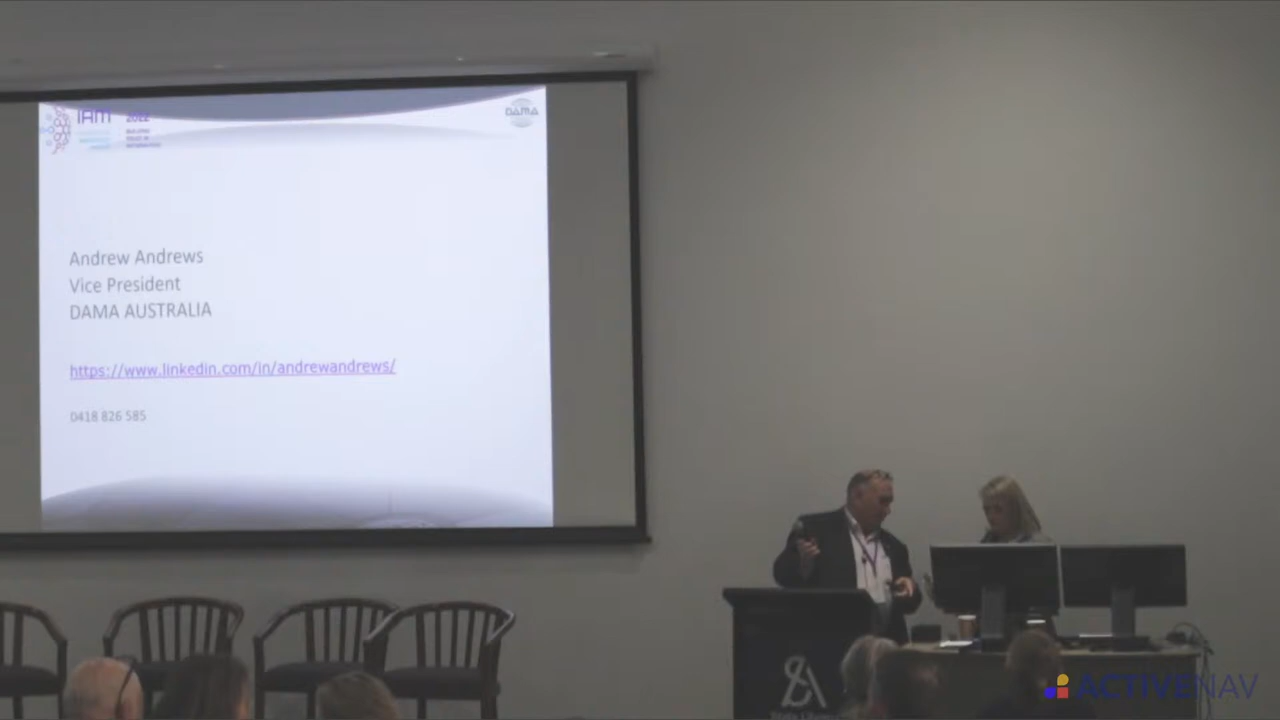 IAM 2022
DAMA
Andrew Andrews
Vice President
DAMA AUSTRALIA
https://www.linkedin.com/in/andrewandrews/
0418 826 585
ACTIVENAV